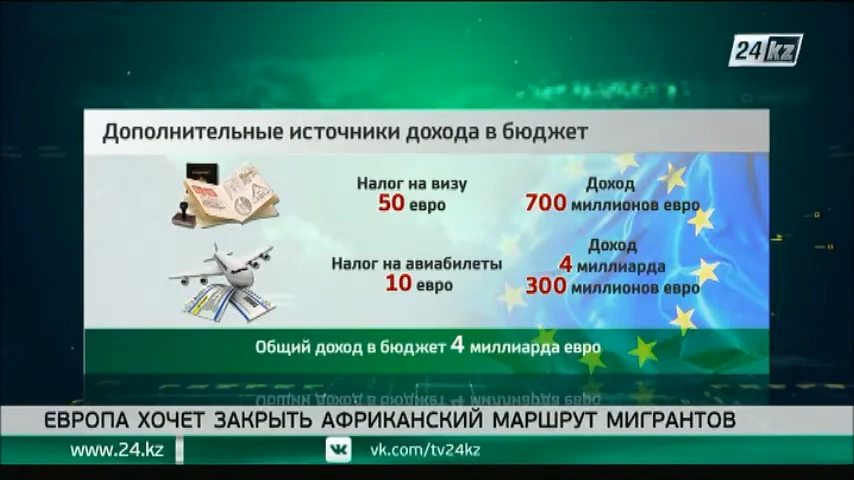 24 kz
Дополнительные источники дохода в бюджет
Налог на визу
50 евро
Доход
700 миллионов евро
Налог на авиабилеты
10 евро
Доход
4 миллиарда
300 миллионов евро
Общий доход в бюджет 4 миллиарда евро
ЕВРОПА ХОЧЕТ ЗАКРЫТЬ АФРИКАНСКИЙ МАРШРУТ МИГРАНТОВ
www.24.kz
vk.com/tv24kz